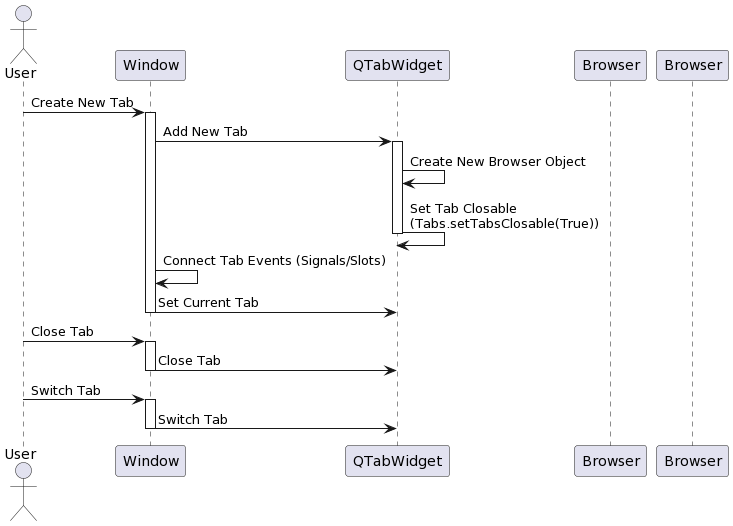 User
Window
QTabWidget
Browser
Browser
Create New Tab
Add New Tab
Create New Browser Object
Set Tab Closable
(Tabs.setTabsClosable(True))
Connect Tab Events (Signals/Slots)
Set Current Tab
Close Tab
Close Tab
Switch Tab
Switch Tab
User
Window
QTabWidget
Browser
Browser